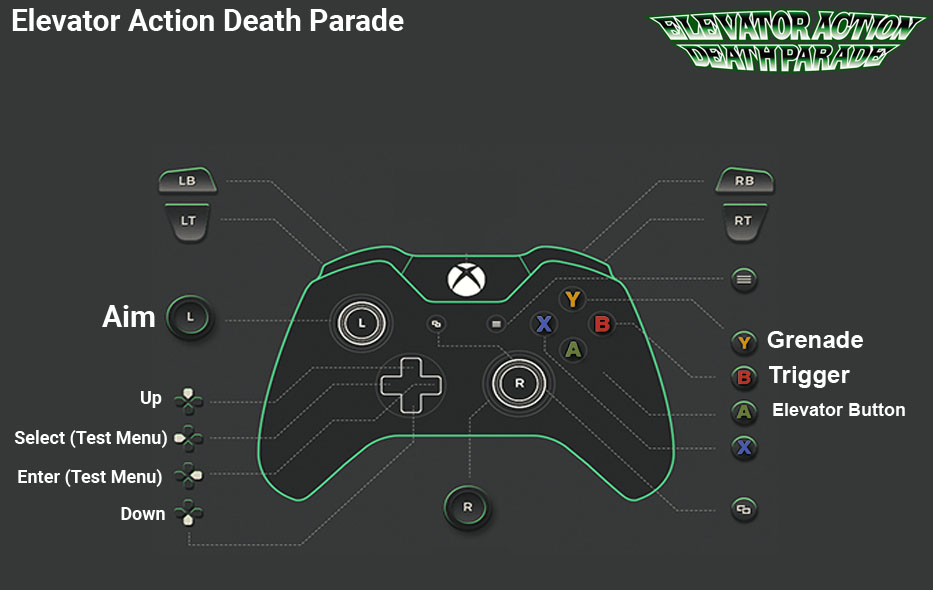 Elevator Action Death Parade
ELEVATOR ACTION
DEATH PARADE
LB
RB
LT
RT
Y
Aim
L
L
X
B
A
Y
Grenade
B
Trigger
R
Up
A
Elevator Button
Select (Test Menu)
X
Enter (Test Menu)
R
Down